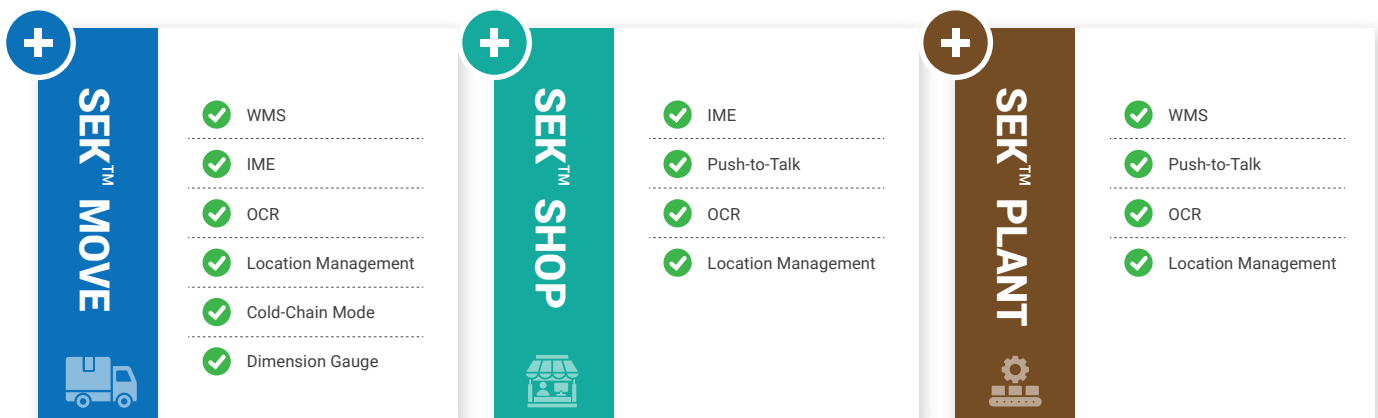 SEK™ MOVE
WMS
IME
OCR
Location Management
Cold-Chain Mode
Dimension Gauge
SEK™ SHOP
IME
Push-to-Talk
OCR
Location Management
SEK™ PLANT
WMS
Push-to-Talk
OCR
Location Management